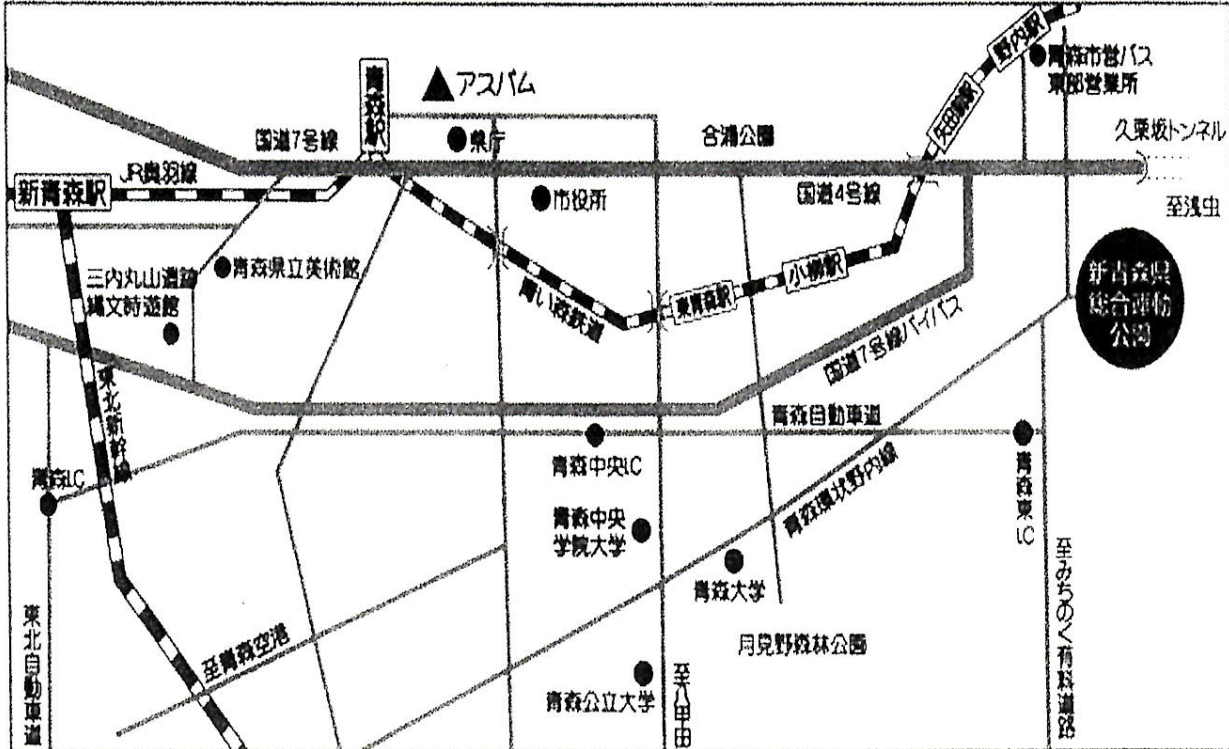 野内駅
青森市営バス
東部営業所
青森駅
アスパム
矢田前駅
久栗坂トンネル
国道7号線
県庁
合浦公園
JR奥羽線
新青森駅
市役所
国道4号線
至浅虫
三内丸山遺跡
縄文時遊館
青森県立美術館
青い森鉄道
東青森駅
小柳駅
新青森県
総合運動
公園
国道7号線バイパス
東北新幹線
青森自動車道
青森I.C
青森中央I.C
青森環状野内線
青森東I.C
青森中央
学院大学
青森大学
至みちのく有料道路
東北自動車道
至青森空港
月見野森林公園
青森公立大学
至八甲田